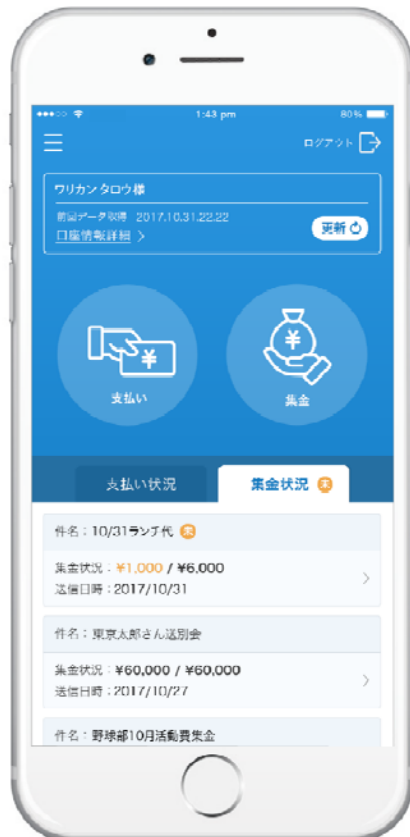 1:43 pm
80%
ログアウト
ワリカン タロウ様
前回データ取得 2017.10.31.22.22
口座情報詳細 >
更新
¥
支払い
¥
集金
支払い状況
集金状況 未
件名：10/31ランチ代 未
集金状況：¥1,000 / ¥6,000
送信日時：2017/10/31
件名：東京太郎さん送別会
集金状況：¥60,000 / ¥60,000
送信日時：2017/10/27
件名：野球部10月活動費集金